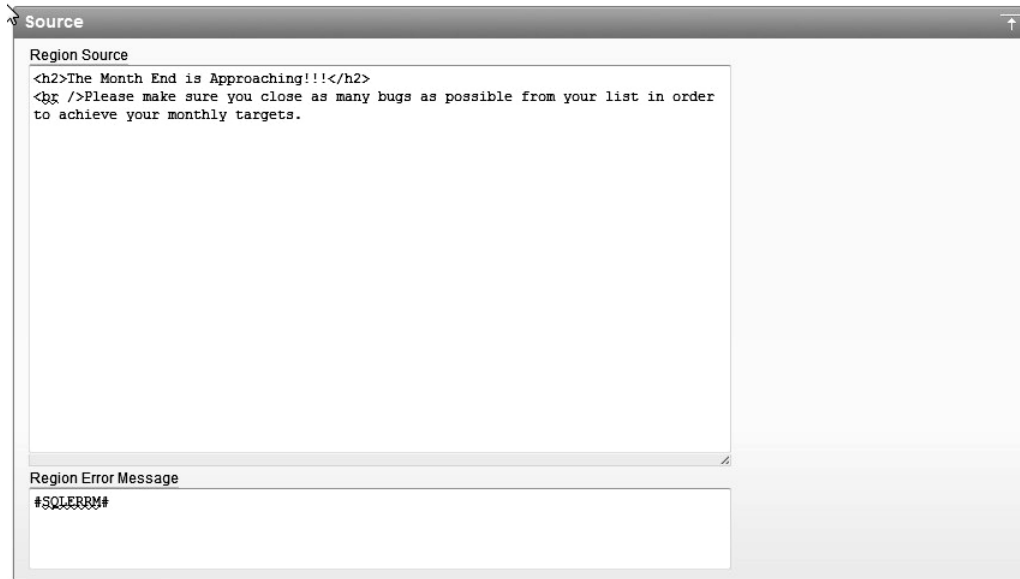 Source
Region Source
<h2>The Month End is Approaching!!!</h2>
<br />Please make sure you close as many bugs as possible from your list in order
to achieve your monthly targets.
Region Error Message
#SQLERRM#